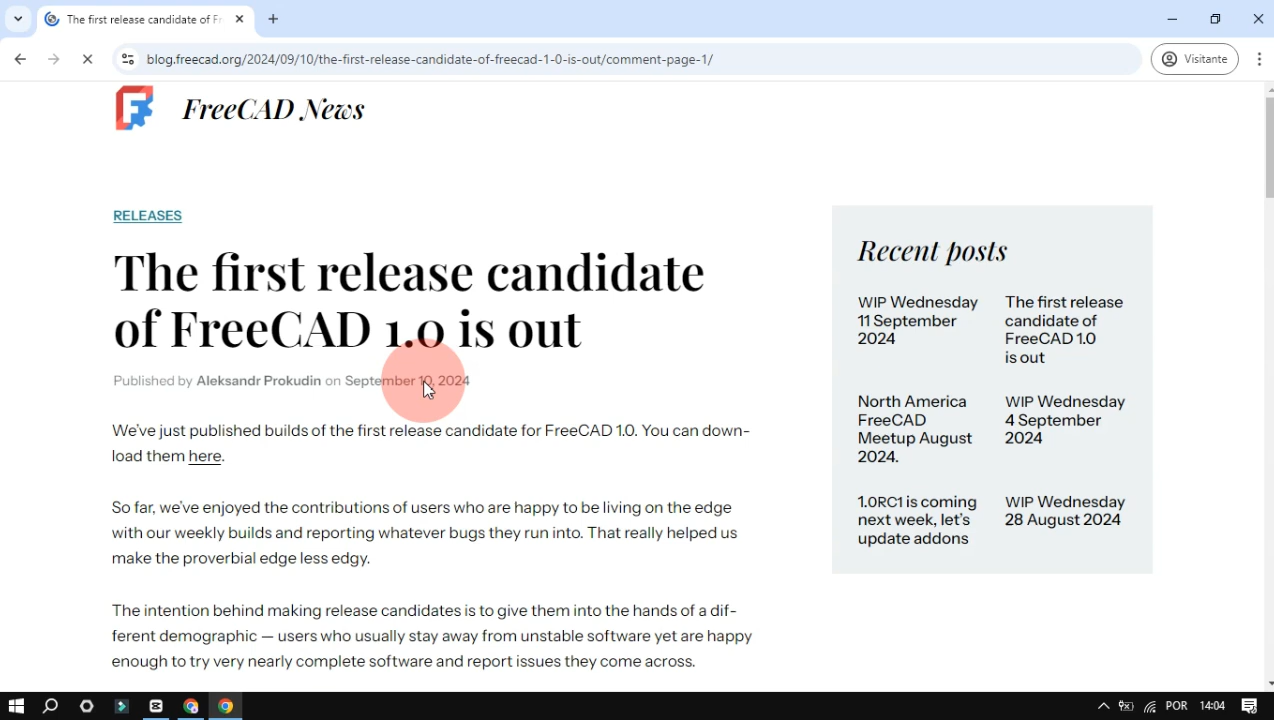 The first release candidate of Fr
blog.freecad.org/2024/09/10/the-first-release-candidate-of-freecad-1-0-is-out/comment-page-1/
Visitante
FreeCAD News
RELEASES
The first release candidate
of FreeCAD 1.0 is out
Published by Aleksandr Prokudin on September 10, 2024
We've just published builds of the first release candidate for FreeCAD 1.0. You can down-
load them here.
So far, we've enjoyed the contributions of users who are happy to be living on the edge
with our weekly builds and reporting whatever bugs they run into. That really helped us
make the proverbial edge less edgy.
The intention behind making release candidates is to give them into the hands of a dif-
ferent demographic — users who usually stay away from unstable software yet are happy
enough to try very nearly complete software and report issues they come across.
Recent posts
WIP Wednesday
11 September
2024
The first release
candidate of
FreeCAD 1.0
is out
North America
FreeCAD
Meetup August
2024.
WIP Wednesday
4 September
2024
1.0RC1 is coming
next week, let's
update addons
WIP Wednesday
28 August 2024
POR
14:04